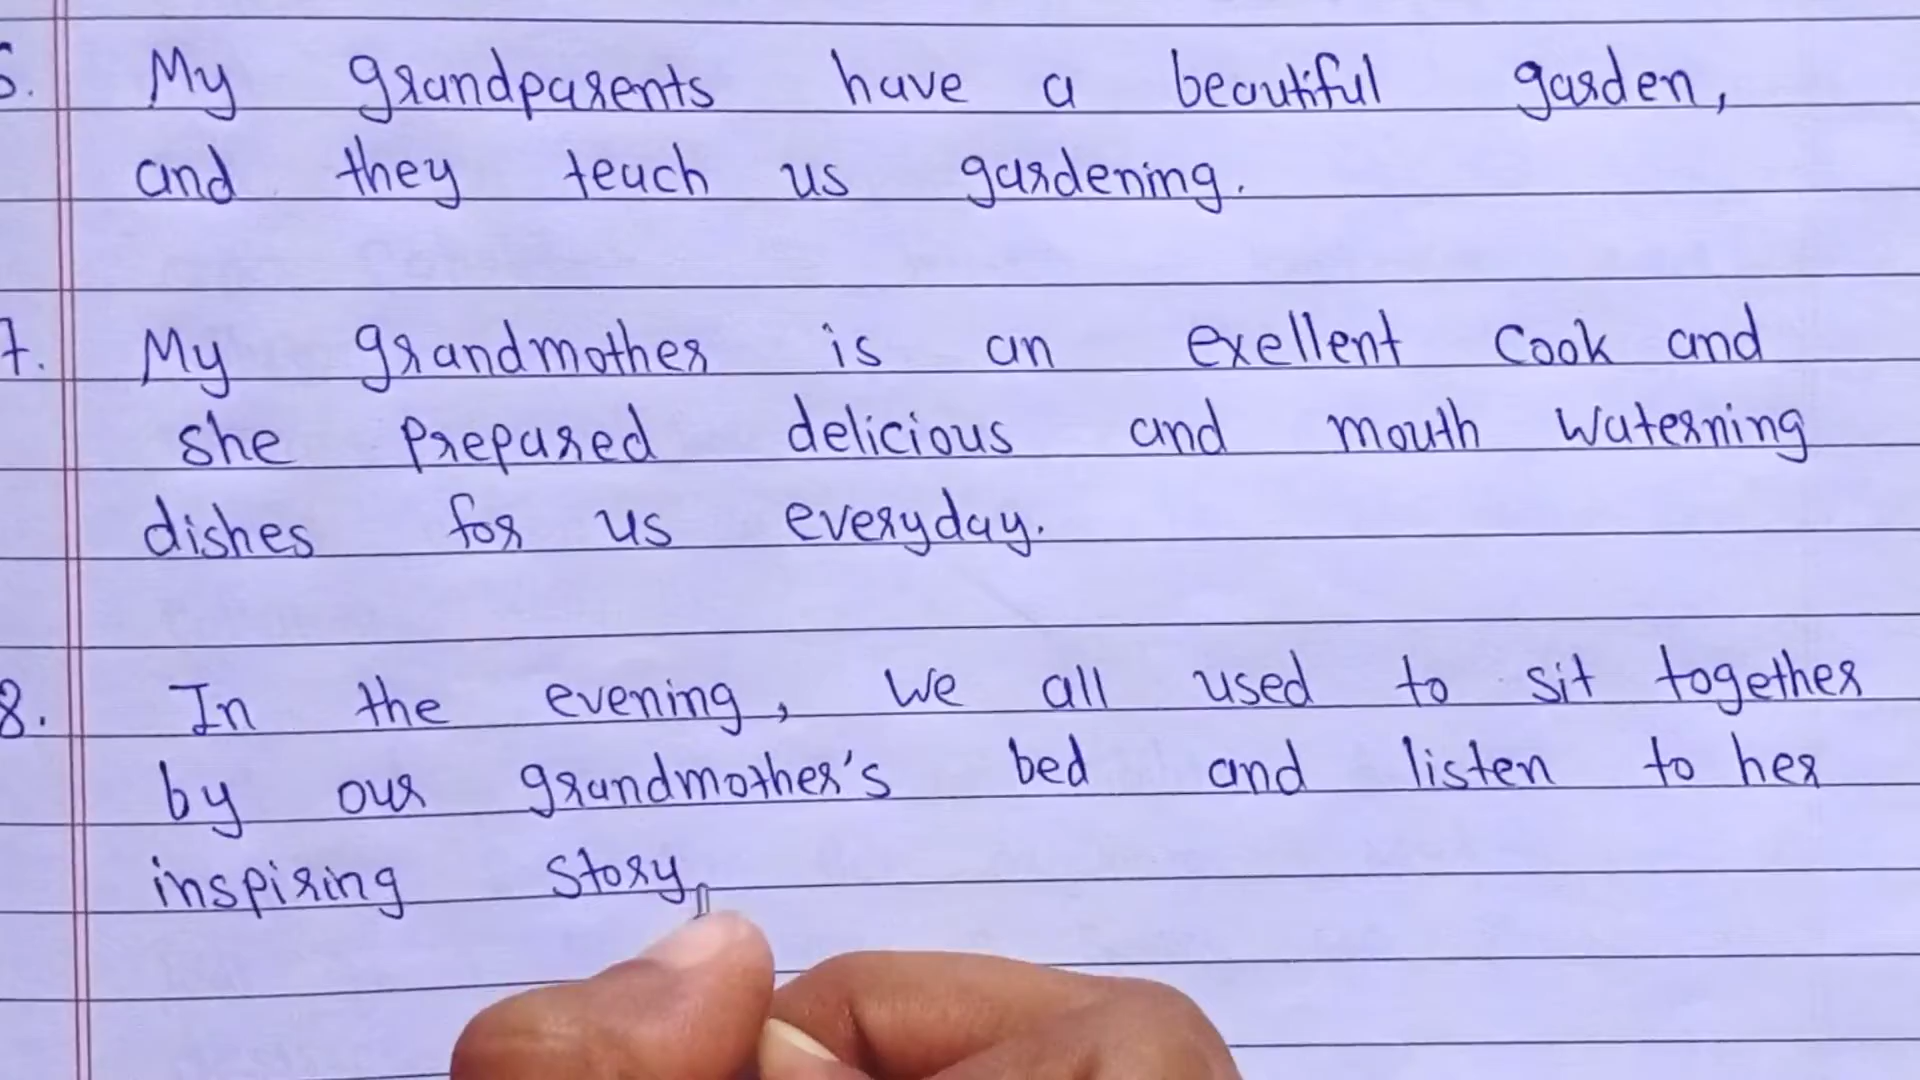 6. My grandparents have a beautiful garden,
and they teach us gardening.
7. My grandmother is an exellent cook and
she prepared delicious and mouth waterning
dishes for us everyday.
8. In the evening, we all used to sit together
by our grandmother's bed and listen to her
inspiring story